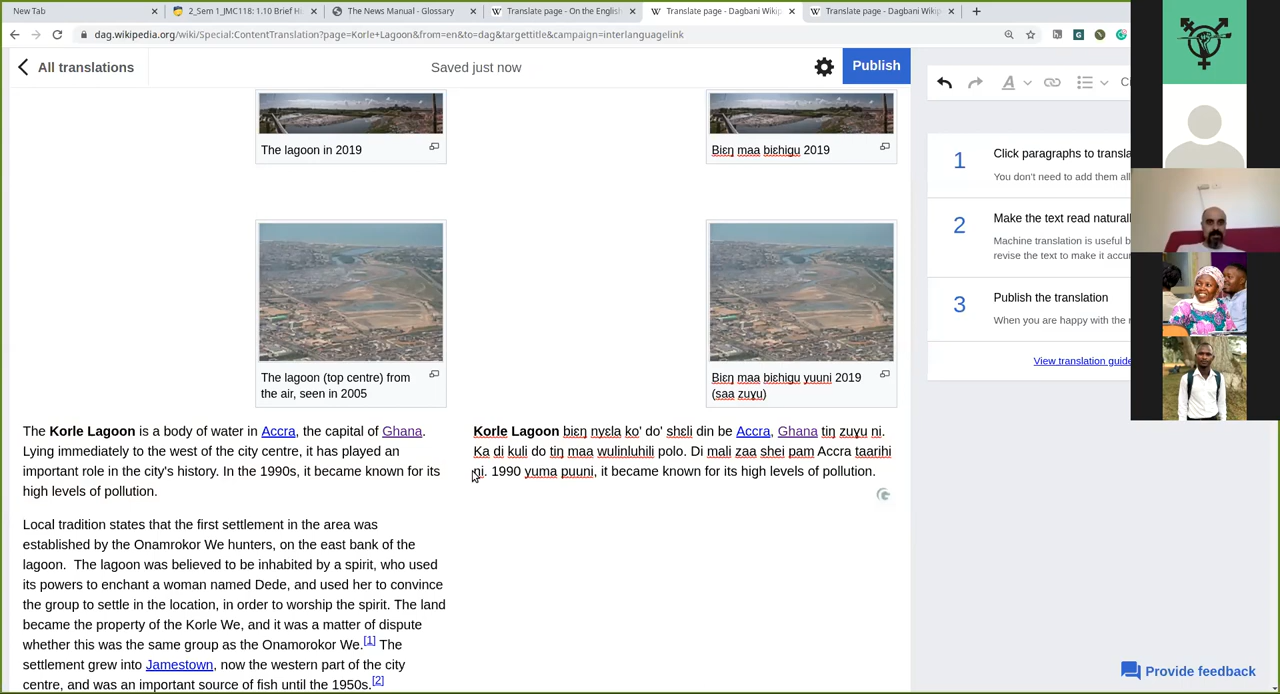 New Tab
2_Sem 1_JMC118: 1.10 Brief Hi
The News Manual - Glossary
Translate page - On the English
Translate page - Dagbani Wikip
Translate page - Dagbani Wikip
dag.wikipedia.org/wiki/Special:ContentTranslation?page=Korle+Lagoon&from=en&to=dag&targettitle&campaign=interlanguagelink
All translations
Saved just now
Publish
The lagoon in 2019
Biɛŋ maa biɛhigu 2019
The lagoon (top centre) from
the air, seen in 2005
Biɛŋ maa biɛhigu yuuni 2019
(saa zuɣu)
The Korle Lagoon is a body of water in Accra, the capital of Ghana.
Lying immediately to the west of the city centre, it has played an
important role in the city's history. In the 1990s, it became known for its
high levels of pollution.
Korle Lagoon biɛŋ nyɛla ko' do' shɛli din be Accra, Ghana tiŋ zuɣu ni.
Ka di kuli do tiŋ maa wulinluhili polo. Di mali zaa shei pam Accra taarihi
ni. 1990 yuma puuni, it became known for its high levels of pollution.
Local tradition states that the first settlement in the area was
established by the Onamrokor We hunters, on the east bank of the
lagoon. The lagoon was believed to be inhabited by a spirit, who used
its powers to enchant a woman named Dede, and used her to convince
the group to settle in the location, in order to worship the spirit. The land
became the property of the Korle We, and it was a matter of dispute
whether this was the same group as the Onamorokor We.[1] The
settlement grew into Jamestown, now the western part of the city
centre, and was an important source of fish until the 1950s.[2]
1
Click paragraphs to transla
You don't need to add them all
2
Make the text read naturall
Machine translation is useful b
revise the text to make it accur
3
Publish the translation
When you are happy with the r
View translation guide
Provide feedback